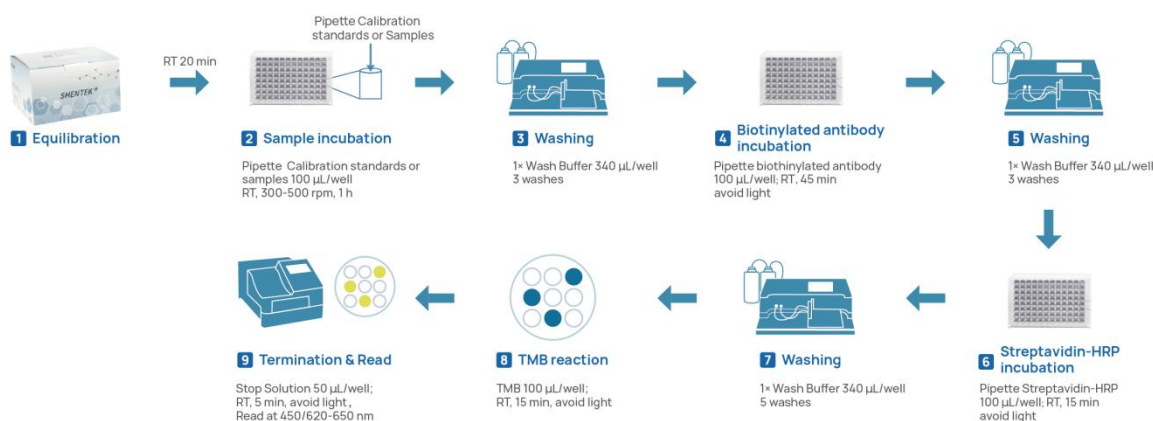 Pipette Calibration
standards or Samples
RT 20 min
SHENTEK®
1 Equilibration
2 Sample incubation
Pipette Calibration standards or
samples 100 µL/well
RT, 300-500 rpm, 1 h
3 Washing
1× Wash Buffer 340 µL/well
3 washes
4 Biotinylated antibody
incubation
Pipette biothinylated antibody
100 µL/well; RT, 45 min
avoid light
5 Washing
1× Wash Buffer 340 µL/well
3 washes
9 Termination & Read
Stop Solution 50 µL/well;
RT, 5 min, avoid light ,
Read at 450/620-650 nm
8 TMB reaction
TMB 100 µL/well;
RT, 15 min, avoid light
7 Washing
1× Wash Buffer 340 µL/well
5 washes
6 Streptavidin-HRP
incubation
Pipette Streptavidin-HRP
100 µL/well; RT, 15 min
avoid light